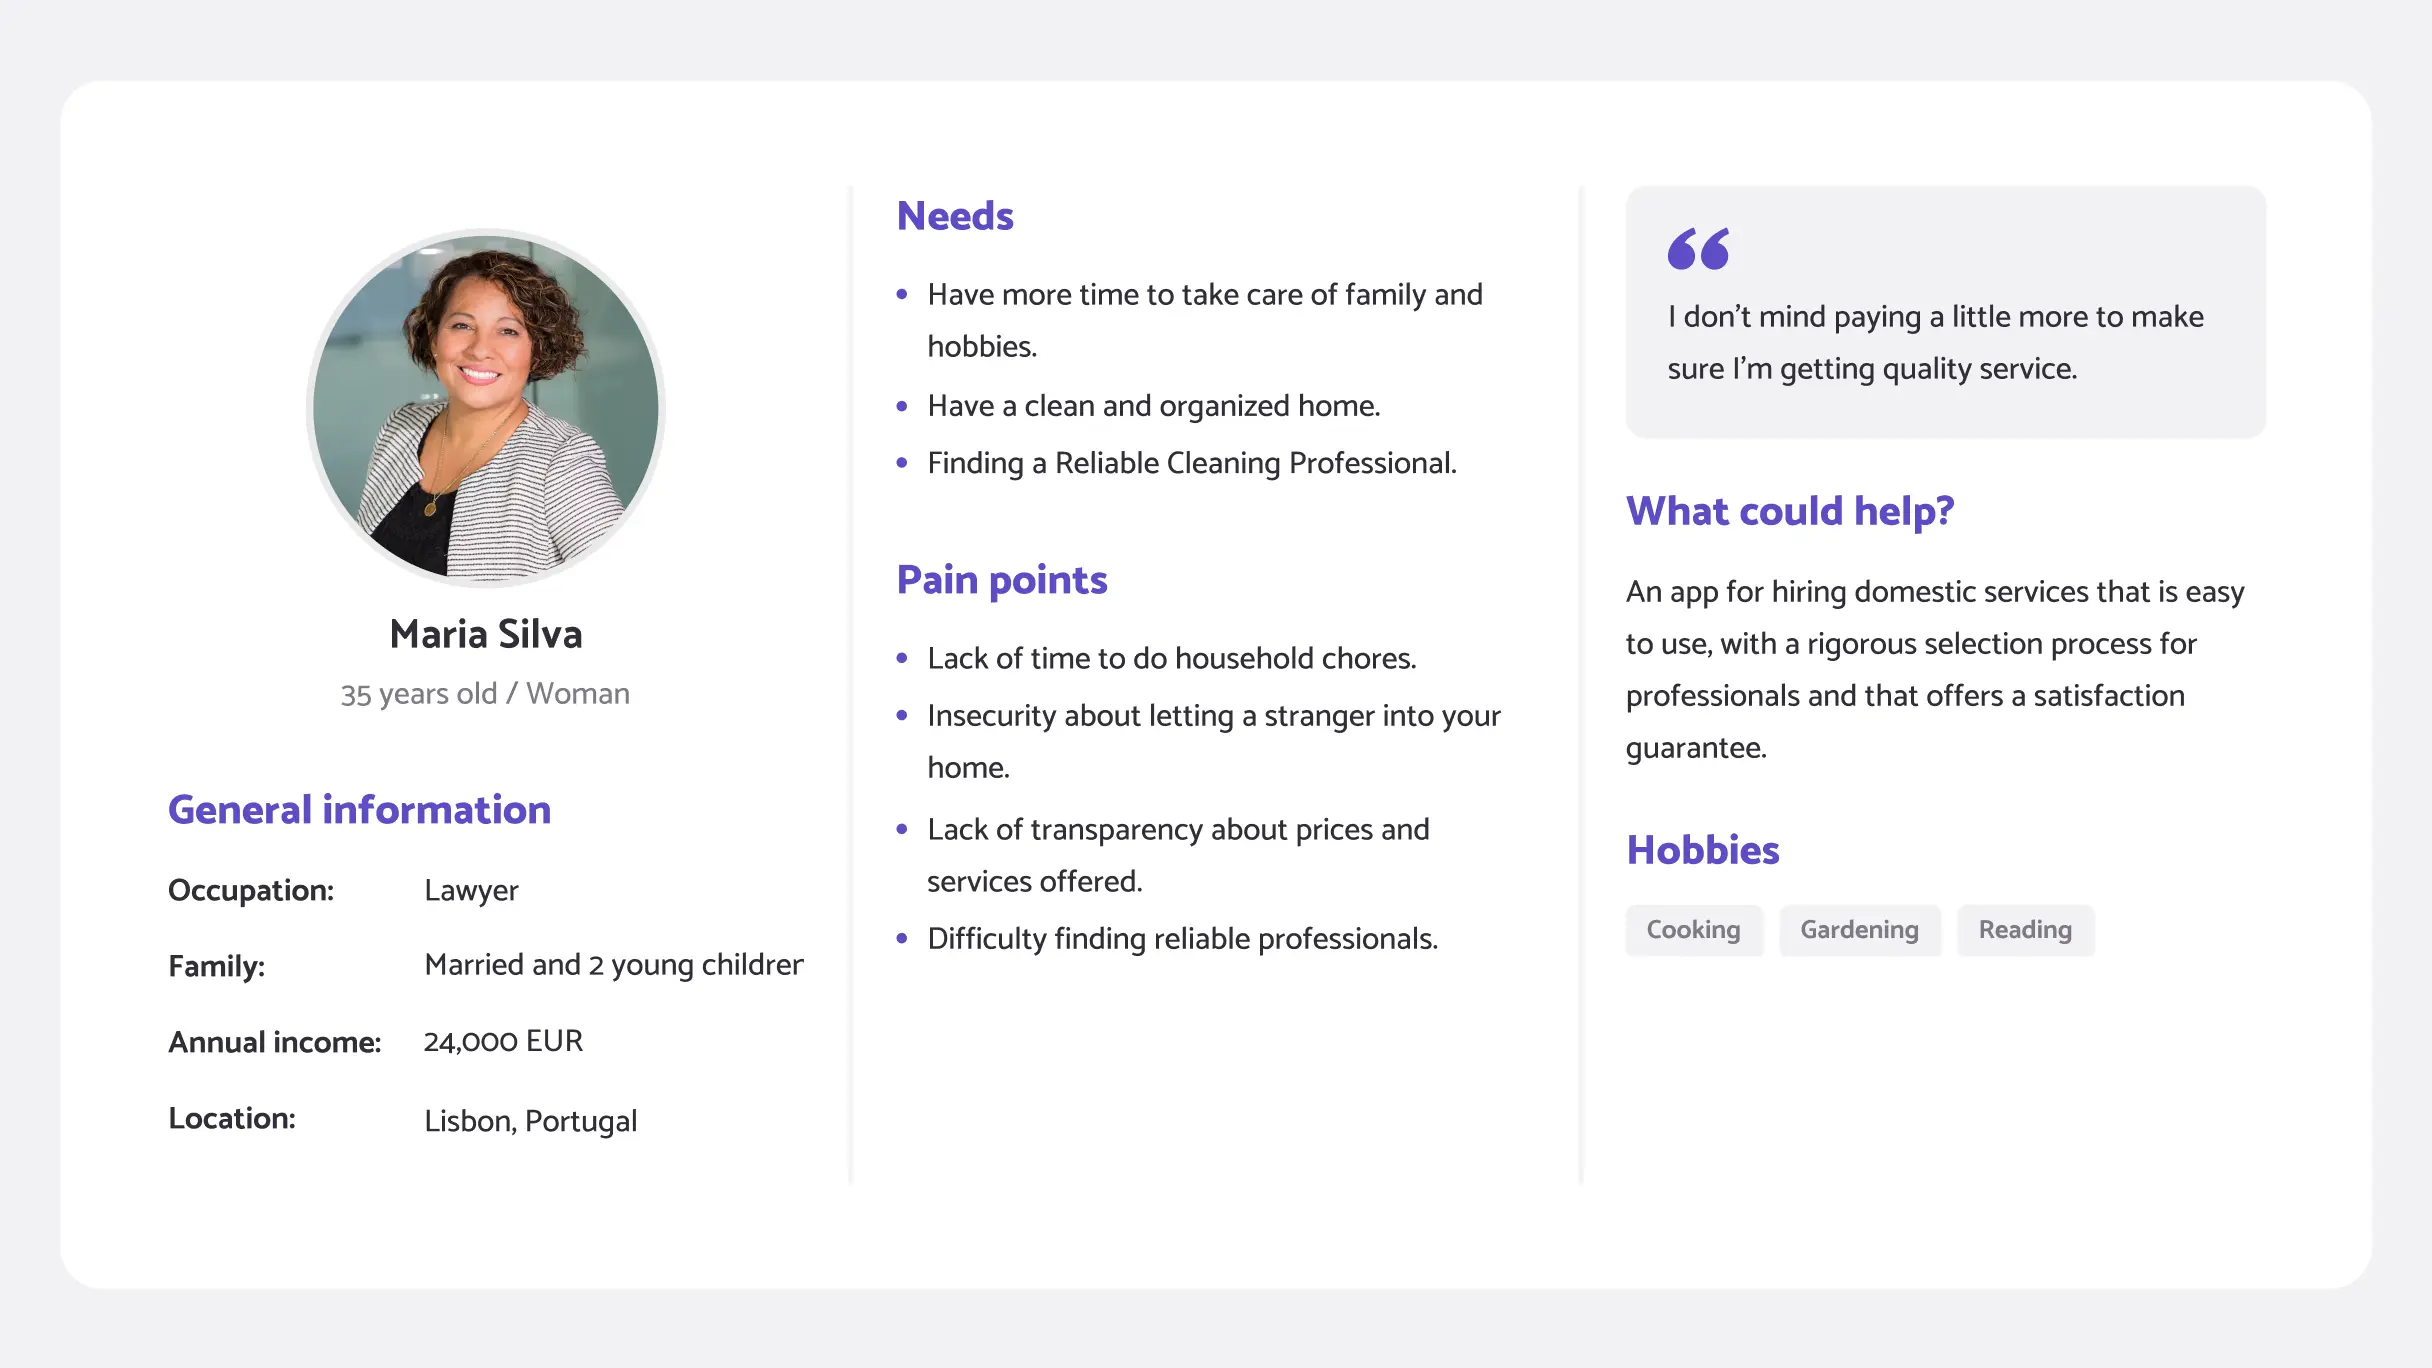 Maria Silva
35 years old / Woman
General information
Occupation: Lawyer
Family: Married and 2 young children
Annual income: 24,000 EUR
Location: Lisbon, Portugal
Needs
• Have more time to take care of family and
hobbies.
• Have a clean and organized home.
• Finding a Reliable Cleaning Professional.
Pain points
• Lack of time to do household chores.
• Insecurity about letting a stranger into your
home.
• Lack of transparency about prices and
services offered.
• Difficulty finding reliable professionals.
“
I don’t mind paying a little more to make
sure I’m getting quality service.
What could help?
An app for hiring domestic services that is easy
to use, with a rigorous selection process for
professionals and that offers a satisfaction
guarantee.
Hobbies
Cooking Gardening Reading